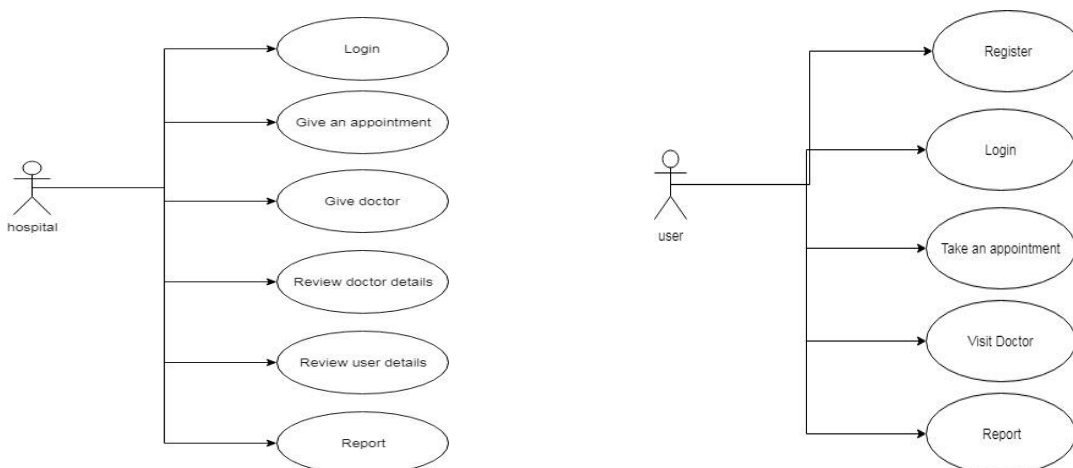 Login
Give an appointment
hospital
Give doctor
Review doctor details
Review user details
Report
Register
Login
user
Take an appointment
Visit Doctor
Report